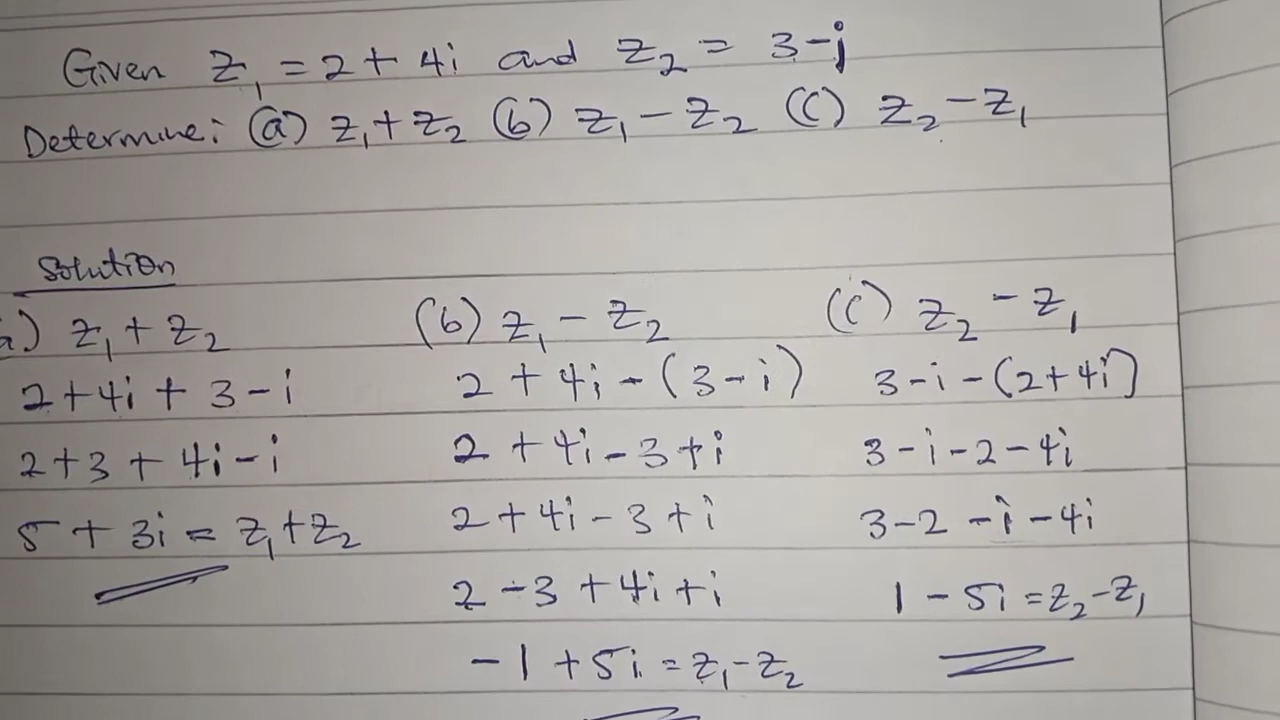 Given z₁ = 2 + 4i and z₂ = 3-i
Determine: (a) z₁ + z₂ (b) z₁ - z₂ (c) z₂ - z₁
Solution
a) z₁ + z₂
2 + 4i + 3 - i
2 + 3 + 4i - i
5 + 3i = z₁ + z₂
(b) z₁ - z₂
2 + 4i - (3 - i)
2 + 4i - 3 + i
2 + 4i - 3 + i
2 - 3 + 4i + i
-1 + 5i = z₁ - z₂
(c) z₂ - z₁
3 - i - (2 + 4i)
3 - i - 2 - 4i
3 - 2 - i - 4i
1 - 5i = z₂ - z₁